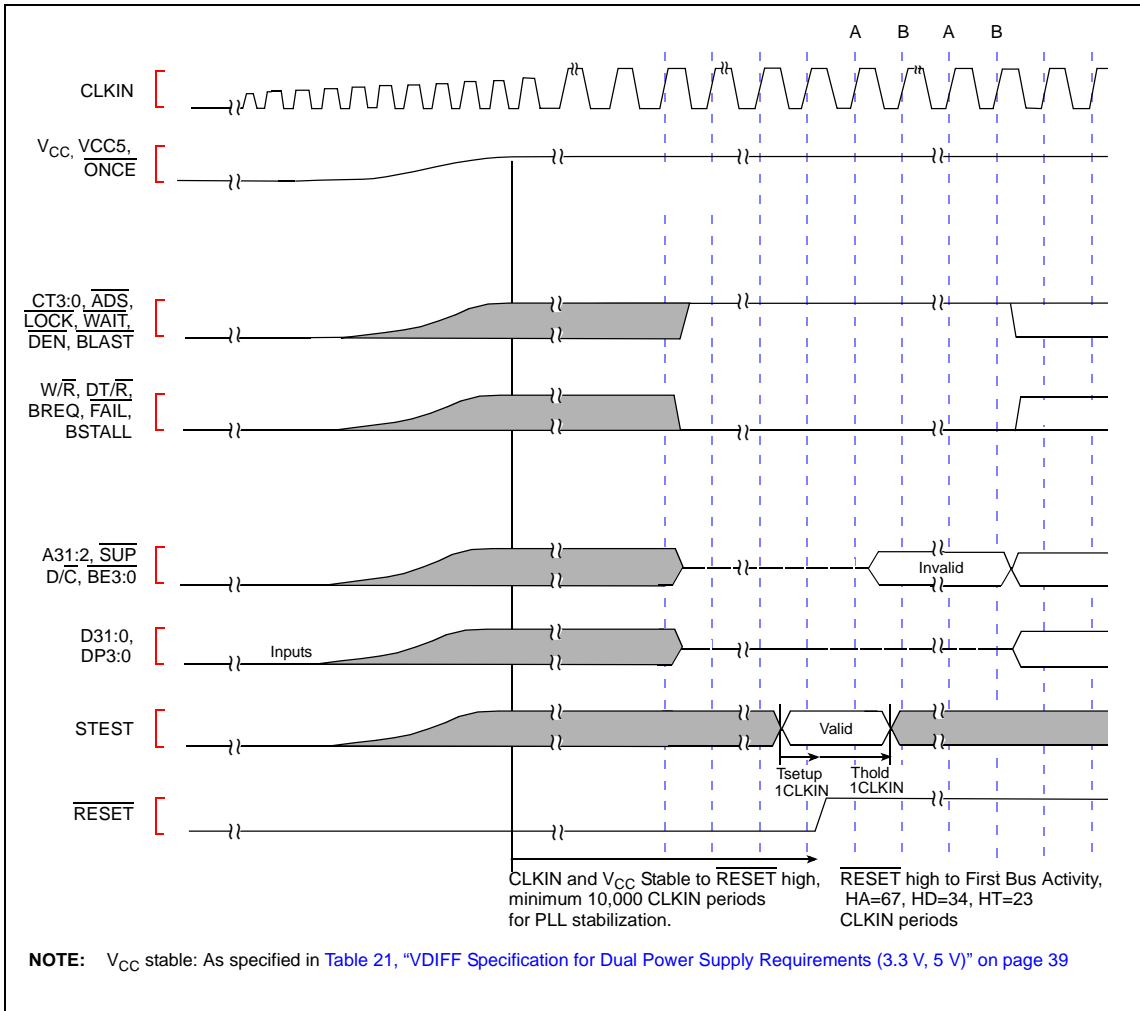 A B A B
CLKIN
VCC, VCC5,
ONCE
CT3:0, ADS,
LOCK, WAIT,
DEN, BLAST
W/R, DT/R,
BREQ, FAIL,
BSTALL
A31:2, SUP
D/C, BE3:0
Invalid
D31:0,
DP3:0
Inputs
STEST
Valid
Tsetup
1CLKIN
Thold
1CLKIN
RESET
CLKIN and VCC Stable to RESET high,
minimum 10,000 CLKIN periods
for PLL stabilization.
RESET high to First Bus Activity,
HA=67, HD=34, HT=23
CLKIN periods
NOTE: VCC stable: As specified in Table 21, “VDIFF Specification for Dual Power Supply Requirements (3.3 V, 5 V)” on page 39